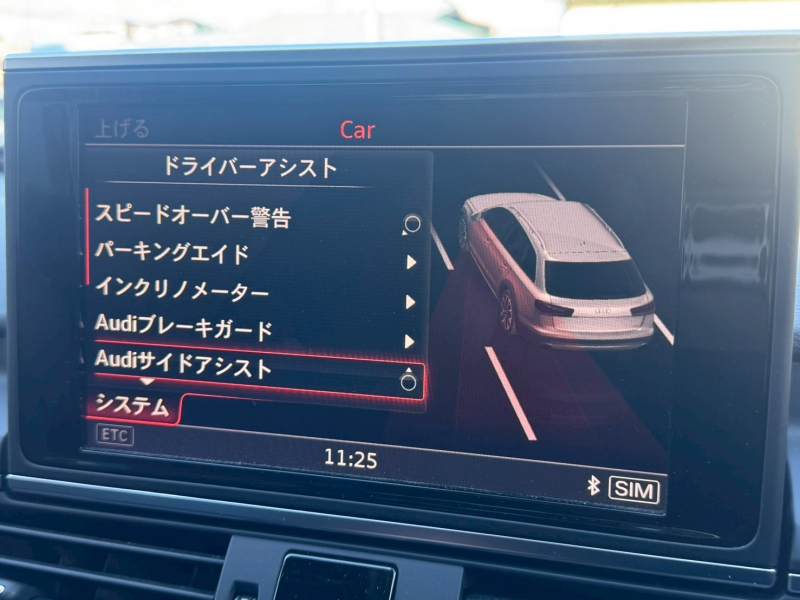 上げる
Car
ドライバーアシスト
スピードオーバー警告
パーキングエイド
インクリノメーター
Audiブレーキガード
Audiサイドアシスト
システム
ETC
11:25
SIM